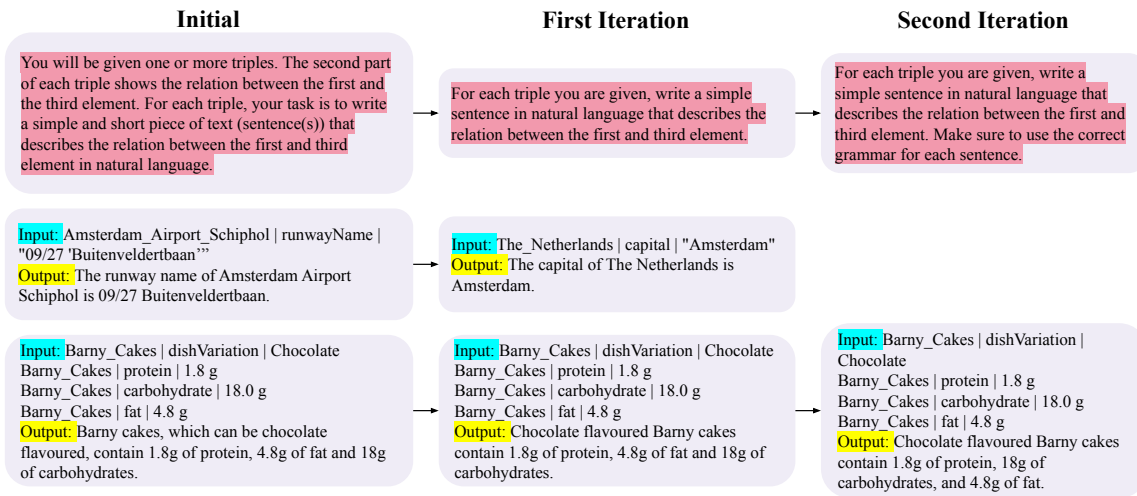 Initial
First Iteration
Second Iteration
You will be given one or more triples. The second part
of each triple shows the relation between the first and
the third element. For each triple, your task is to write
a simple and short piece of text (sentence(s)) that
describes the relation between the first and third
element in natural language.
For each triple you are given, write a simple
sentence in natural language that describes the
relation between the first and third element.
For each triple you are given, write a
simple sentence in natural language that
describes the relation between the first and
third element. Make sure to use the correct
grammar for each sentence.
Input: Amsterdam_Airport_Schiphol | runwayName |
"09/27 'Buitenveldertbaan’”
Output: The runway name of Amsterdam Airport
Schiphol is 09/27 Buitenveldertbaan.
Input: The_Netherlands | capital | "Amsterdam"
Output: The capital of The Netherlands is
Amsterdam.
Input: Barny_Cakes | dishVariation | Chocolate
Barny_Cakes | protein | 1.8 g
Barny_Cakes | carbohydrate | 18.0 g
Barny_Cakes | fat | 4.8 g
Output: Barny cakes, which can be chocolate
flavoured, contain 1.8g of protein, 4.8g of fat and 18g
of carbohydrates.
Input: Barny_Cakes | dishVariation | Chocolate
Barny_Cakes | protein | 1.8 g
Barny_Cakes | carbohydrate | 18.0 g
Barny_Cakes | fat | 4.8 g
Output: Chocolate flavoured Barny cakes
contain 1.8g of protein, 4.8g of fat and 18g of
carbohydrates.
Input: Barny_Cakes | dishVariation |
Chocolate
Barny_Cakes | protein | 1.8 g
Barny_Cakes | carbohydrate | 18.0 g
Barny_Cakes | fat | 4.8 g
Output: Chocolate flavoured Barny cakes
contain 1.8g of protein, 18g of
carbohydrates, and 4.8g of fat.